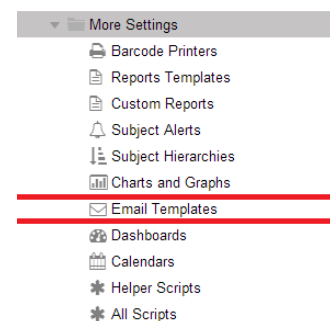 More Settings
Barcode Printers
Reports Templates
Custom Reports
Subject Alerts
Subject Hierarchies
Charts and Graphs
Email Templates
Dashboards
Calendars
Helper Scripts
All Scripts